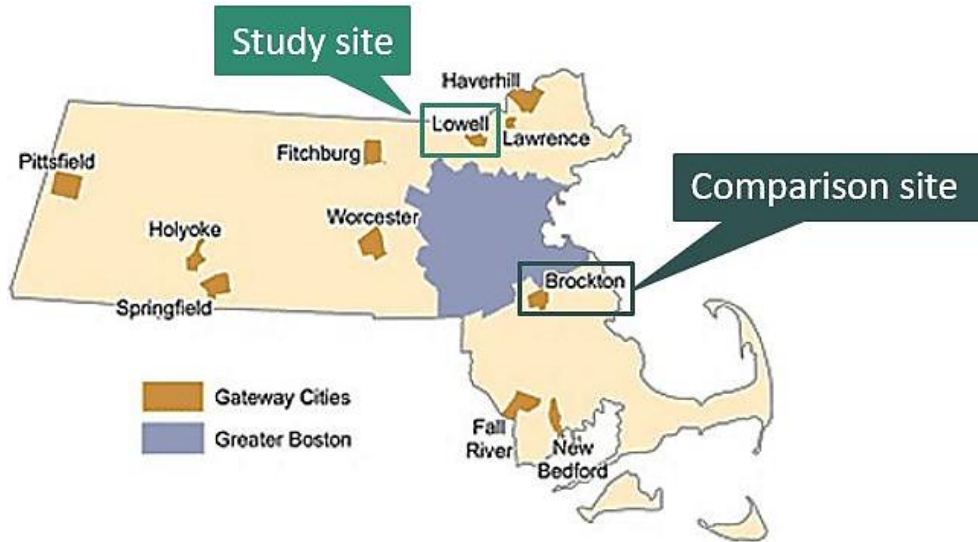 Study site
Haverhill
Lowell
Lawrence
Fitchburg
Pittsfield
Comparison site
Worcester
Holyoke
Brockton
Springfield
Gateway Cities
Greater Boston
Fall
River
New
Bedford